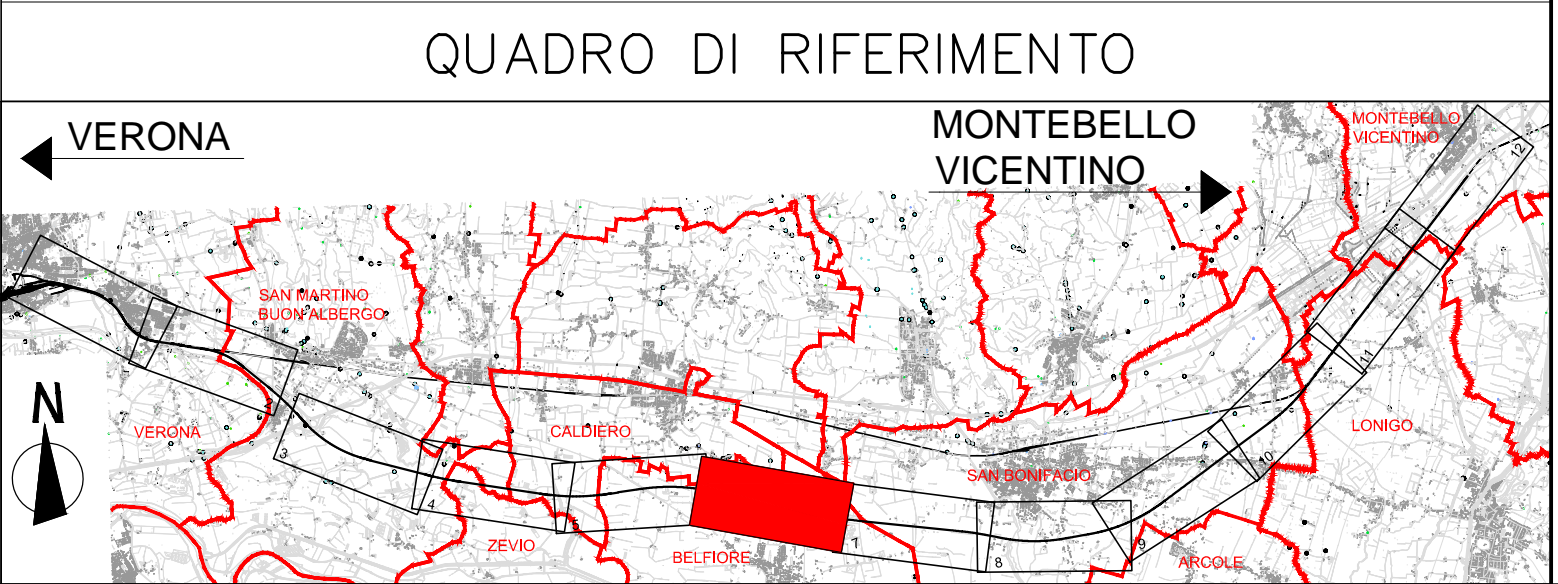 QUADRO DI RIFERIMENTO
VERONA
MONTEBELLO
VICENTINO
MONTEBELLO
VICENTINO
12
SAN MARTINO
BUON ALBERGO
1
N
VERONA
3
CALDIERO
11
LONIGO
SAN BONIFACIO
10
4
5
ZEVIO
BELFIORE
7
8
9
ARCOLE